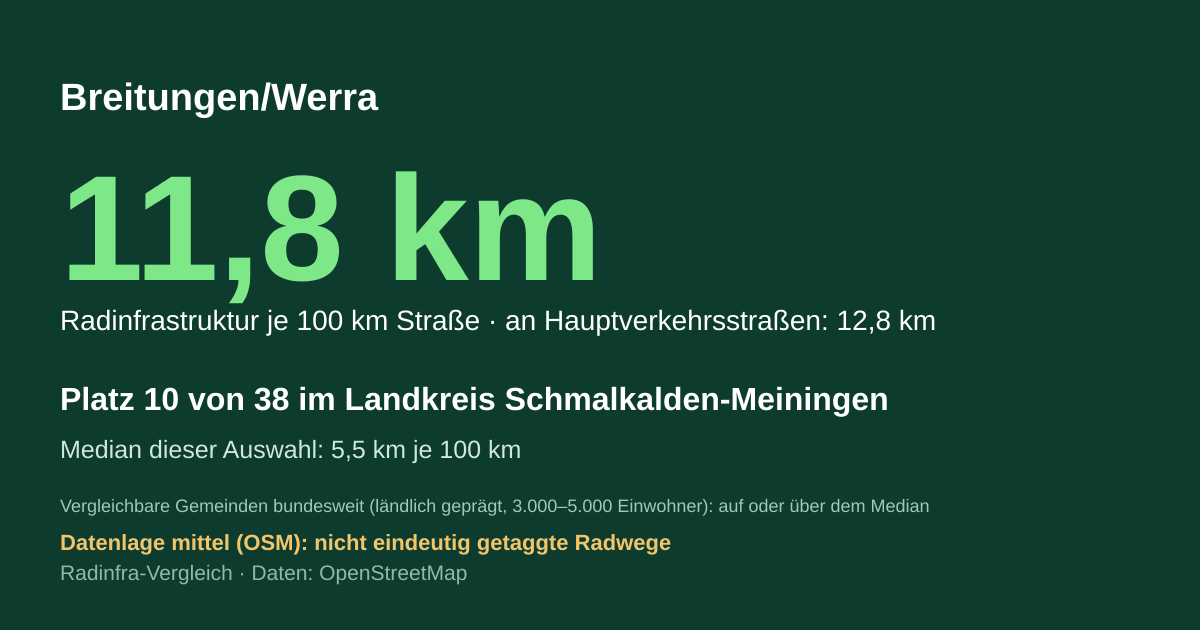 Breitungen/Werra
11,8 km
Radinfrastruktur je 100 km Straße · an Hauptverkehrsstraßen: 12,8 km
Platz 10 von 38 im Landkreis Schmalkalden-Meiningen
Median dieser Auswahl: 5,5 km je 100 km
Vergleichbare Gemeinden bundesweit (ländlich geprägt, 3.000–5.000 Einwohner): auf oder über dem Median
Datenlage mittel (OSM): nicht eindeutig getaggte Radwege
Radinfra-Vergleich · Daten: OpenStreetMap